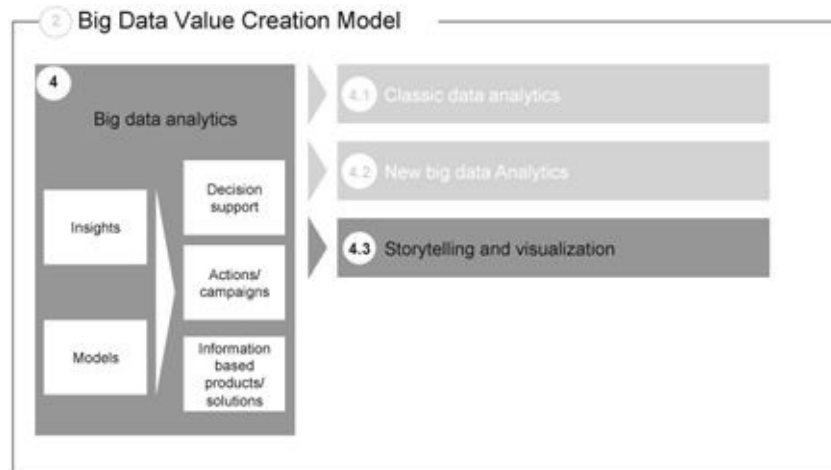 2 Big Data Value Creation Model
4
Big data analytics
Insights
Models
Decision
support
Actions/
campaigns
Information
based
products/
solutions
4.1 Classic data analytics
4.2 New big data Analytics
4.3 Storytelling and visualization